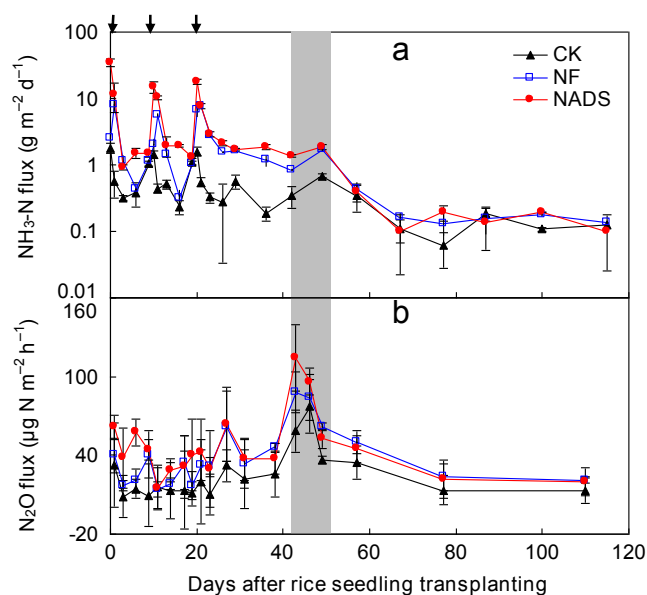 a
CK
NF
NADS
NH₃-N flux (g m⁻² d⁻¹)
100
10
1
0.1
0.01
b
N₂O flux (µg N m⁻² h⁻¹)
160
100
40
-20
0 20 40 60 80 100 120
Days after rice seedling transplanting